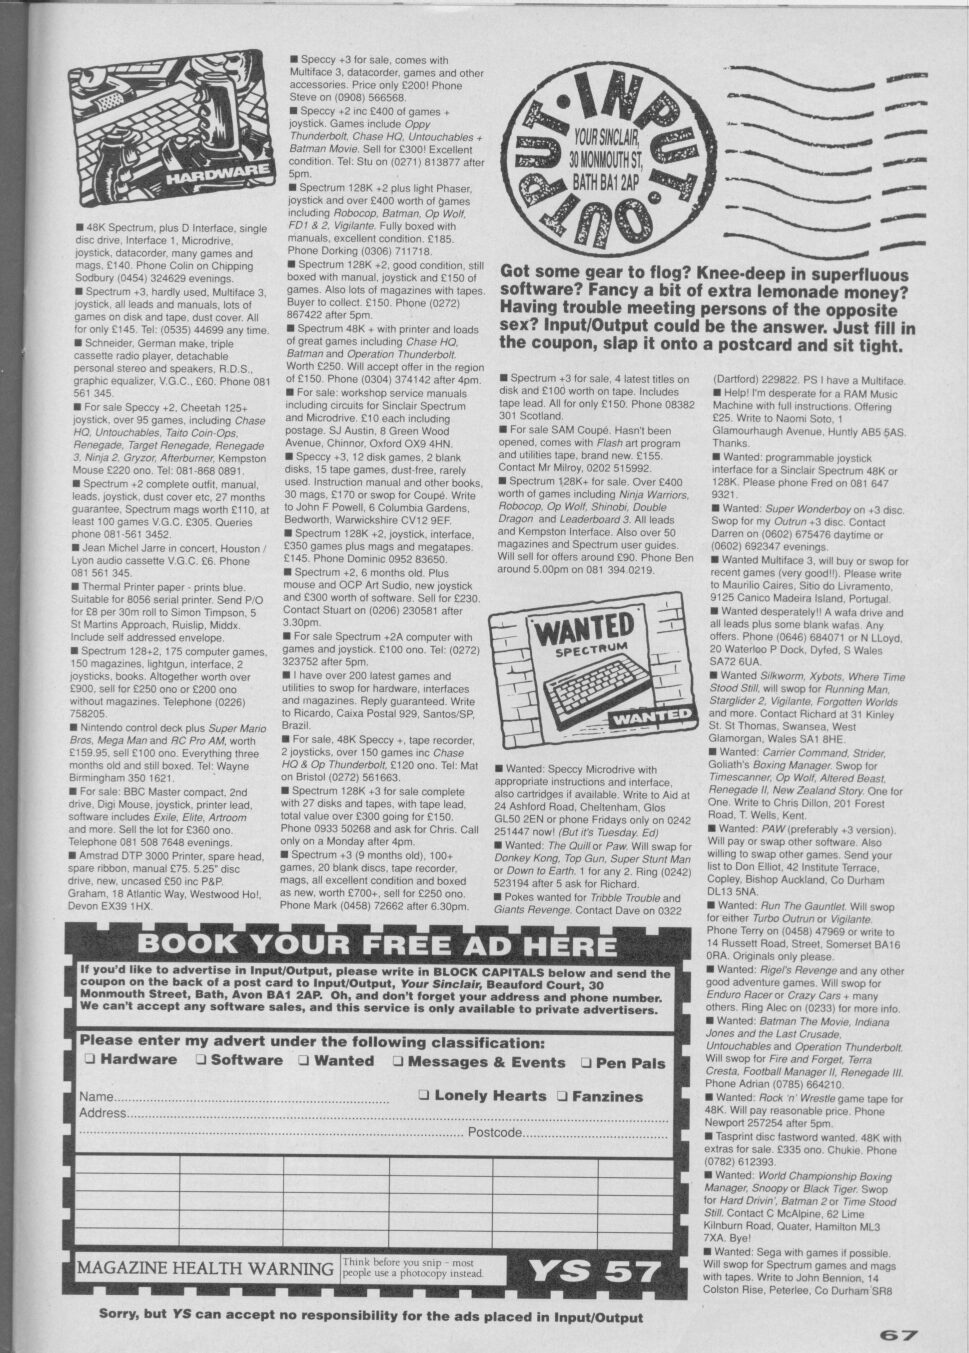 HARDWARE
■ 48K Spectrum, plus D Interface, single
disc drive, Interface 1, Microdrive,
joystick, datacorder, many games and
mags. £140. Phone Colin on Chipping
Sodbury (0454) 324629 evenings.
■ Spectrum +3, hardly used, Multiface 3,
joystick, all leads and manuals, lots of
games on disk and tape, dust cover. All
for only £145. Tel: (0535) 44699 any time.
■ Schneider, German make, triple
cassette radio player, detachable
personal stereo and speakers, R.D.S.,
graphic equalizer, V.G.C., £60. Phone 081
561 345.
■ For sale Speccy +2, Cheetah 125+
joystick, over 95 games, including Chase
HQ, Untouchables, Taito Coin-Ops,
Renegade, Target Renegade, Renegade
3, Ninja 2, Gryzor, Afterburner, Kempston
Mouse £220 ono. Tel: 081-868 0891.
■ Spectrum +2 complete outfit, manual,
leads, joystick, dust cover etc, 27 months
guarantee, Spectrum mags worth £110, at
least 100 games V.G.C. £305. Queries
phone 081-561 3452.
■ Jean Michel Jarre in concert, Houston /
Lyon audio cassette V.G.C. £6. Phone
081 561 345.
■ Thermal Printer paper - prints blue.
Suitable for 8056 serial printer. Send P/O
for £8 per 30m roll to Simon Timpson, 5
St Martins Approach, Ruislip, Middx.
Include self addressed envelope.
■ Spectrum 128+2, 175 computer games,
150 magazines, lightgun, interface, 2
joysticks, books. Altogether worth over
£900, sell for £250 ono or £200 ono
without magazines. Telephone (0226)
758205.
■ Nintendo control deck plus Super Mario
Bros, Mega Man and RC Pro AM, worth
£159.95, sell £100 ono. Everything three
months old and still boxed. Tel: Wayne
Birmingham 350 1621.
■ For sale: BBC Master compact, 2nd
drive, Digi Mouse, joystick, printer lead,
software includes Exile, Elite, Artroom
and more. Sell the lot for £360 ono.
Telephone 081 508 7648 evenings.
■ Amstrad DTP 3000 Printer, spare head,
spare ribbon, manual £75. 5.25" disc
drive, new, uncased £50 inc P&P.
Graham, 18 Atlantic Way, Westwood Ho!,
Devon EX39 1HX.
■ Speccy +3 for sale, comes with
Multiface 3, datacorder, games and other
accessories. Price only £200! Phone
Steve on (0908) 566568.
■ Speccy +2 inc £400 of games +
joystick. Games include Oppy
Thunderbolt, Chase HQ, Untouchables +
Batman Movie. Sell for £300! Excellent
condition. Tel: Stu on (0271) 813877 after
5pm.
■ Spectrum 128K +2 plus light Phaser,
joystick and over £400 worth of games
including Robocop, Batman, Op Wolf,
FD1 & 2, Vigilante. Fully boxed with
manuals, excellent condition. £185.
Phone Dorking (0306) 711718.
■ Spectrum 128K +2, good condition, still
boxed with manual, joystick and £150 of
games. Also lots of magazines with tapes.
Buyer to collect. £150. Phone (0272)
867422 after 5pm.
■ Spectrum 48K + with printer and loads
of great games including Chase HQ,
Batman and Operation Thunderbolt.
Worth £250. Will accept offer in the region
of £150. Phone (0304) 374142 after 4pm.
■ For sale: workshop service manuals
including circuits for Sinclair Spectrum
and Microdrive. £10 each including
postage. SJ Austin, 8 Green Wood
Avenue, Chinnor, Oxford OX9 4HN.
■ Speccy +3, 12 disk games, 2 blank
disks, 15 tape games, dust-free, rarely
used. Instruction manual and other books,
30 mags, £170 or swop for Coupé. Write
to John F Powell, 6 Columbia Gardens,
Bedworth, Warwickshire CV12 9EF.
■ Spectrum 128K +2, joystick, interface,
£350 games plus mags and megatapes.
£145. Phone Dominic 0952 83650.
■ Spectrum +2, 6 months old. Plus
mouse and OCP Art Sudio, new joystick
and £300 worth of software. Sell for £230.
Contact Stuart on (0206) 230581 after
3.30pm.
■ For sale Spectrum +2A computer with
games and joystick. £100 ono. Tel: (0272)
323752 after 5pm.
■ I have over 200 latest games and
utilities to swop for hardware, interfaces
and magazines. Reply guaranteed. Write
to Ricardo, Caixa Postal 929, Santos/SP,
Brazil.
■ For sale, 48K Speccy +, tape recorder,
2 joysticks, over 150 games inc Chase
HQ & Op Thunderbolt, £120 ono. Tel: Mat
on Bristol (0272) 561663.
■ Spectrum 128K +3 for sale complete
with 27 disks and tapes, with tape lead,
total value over £300 going for £150.
Phone 0933 50268 and ask for Chris. Call
only on a Monday after 4pm.
■ Spectrum +3 (9 months old), 100+
games, 20 blank discs, tape recorder,
mags, all excellent condition and boxed
as new, worth £700+, sell for £250 ono.
Phone Mark (0458) 72662 after 6.30pm.
INPUT · OUTPUT ·
YOUR SINCLAIR,
30 MONMOUTH ST,
BATH BA1 2AP
Got some gear to flog? Knee-deep in superfluous
software? Fancy a bit of extra lemonade money?
Having trouble meeting persons of the opposite
sex? Input/Output could be the answer. Just fill in
the coupon, slap it onto a postcard and sit tight.
■ Spectrum +3 for sale, 4 latest titles on
disk and £100 worth on tape. Includes
tape lead. All for only £150. Phone 08382
301 Scotland.
■ For sale SAM Coupé. Hasn't been
opened, comes with Flash art program
and utilities tape, brand new. £155.
Contact Mr Milroy, 0202 515992.
■ Spectrum 128K+ for sale. Over £400
worth of games including Ninja Warriors,
Robocop, Op Wolf, Shinobi, Double
Dragon and Leaderboard 3. All leads
and Kempston Interface. Also over 50
magazines and Spectrum user guides.
Will sell for offers around £90. Phone Ben
around 5.00pm on 081 394.0219.
WANTED
SPECTRUM
WANTED
■ Wanted: Speccy Microdrive with
appropriate instructions and interface,
also cartridges if available. Write to Aid at
24 Ashford Road, Cheltenham, Glos
GL50 2EN or phone Fridays only on 0242
251447 now! (But it's Tuesday. Ed)
■ Wanted: The Quill or Paw. Will swap for
Donkey Kong, Top Gun, Super Stunt Man
or Down to Earth. 1 for any 2. Ring (0242)
523194 after 5 ask for Richard.
■ Pokes wanted for Tribble Trouble and
Giants Revenge. Contact Dave on 0322
(Dartford) 229822. PS I have a Multiface.
■ Help! I'm desperate for a RAM Music
Machine with full instructions. Offering
£25. Write to Naomi Soto, 1
Glamourhaugh Avenue, Huntly AB5 5AS.
Thanks.
■ Wanted: programmable joystick
interface for a Sinclair Spectrum 48K or
128K. Please phone Fred on 081 647
9321.
■ Wanted: Super Wonderboy on +3 disc.
Swop for my Outrun +3 disc. Contact
Darren on (0602) 675476 daytime or
(0602) 692347 evenings.
■ Wanted Multiface 3, will buy or swop for
recent games (very good!!). Please write
to Maurilio Caires, Sitio do Livramento,
9125 Canico Madeira Island, Portugal.
■ Wanted desperately!! A wafa drive and
all leads plus some blank wafas. Any
offers. Phone (0646) 684071 or N LLoyd,
20 Waterloo P Dock, Dyfed, S Wales
SA72 6UA.
■ Wanted Silkworm, Xybots, Where Time
Stood Still, will swop for Running Man,
Starglider 2, Vigilante, Forgotten Worlds
and more. Contact Richard at 31 Kinley
St. St Thomas, Swansea, West
Glamorgan, Wales SA1 8HE.
■ Wanted: Carrier Command, Strider,
Goliath's Boxing Manager. Swop for
Timescanner, Op Wolf, Altered Beast,
Renegade II, New Zealand Story. One for
One. Write to Chris Dillon, 201 Forest
Road, T. Wells, Kent.
■ Wanted: PAW (preferably +3 version).
Will pay or swap other software. Also
willing to swap other games. Send your
list to Don Elliot, 42 Institute Terrace,
Copley, Bishop Auckland, Co Durham
DL13 5NA.
■ Wanted: Run The Gauntlet. Will swop
for either Turbo Outrun or Vigilante.
Phone Terry on (0458) 47969 or write to
14 Russett Road, Street, Somerset BA16
0RA. Originals only please.
■ Wanted: Rigel's Revenge and any other
good adventure games. Will swop for
Enduro Racer or Crazy Cars + many
others. Ring Alec on (0233) for more info.
■ Wanted: Batman The Movie, Indiana
Jones and the Last Crusade,
Untouchables and Operation Thunderbolt.
Will swop for Fire and Forget, Terra
Cresta, Football Manager II, Renegade III.
Phone Adrian (0785) 664210.
■ Wanted: Rock 'n' Wrestle game tape for
48K. Will pay reasonable price. Phone
Newport 257254 after 5pm.
■ Tasprint disc fastword wanted. 48K with
extras for sale. £335 ono. Chukie. Phone
(0782) 612393.
■ Wanted: World Championship Boxing
Manager, Snoopy or Black Tiger. Swop
for Hard Drivin', Batman 2 or Time Stood
Still. Contact C McAlpine, 62 Lime
Kilnburn Road, Quater, Hamilton ML3
7XA. Bye!
■ Wanted: Sega with games if possible.
Will swop for Spectrum games and mags
with tapes. Write to John Bennion, 14
Colston Rise, Peterlee, Co Durham SR8
BOOK YOUR FREE AD HERE
If you'd like to advertise in Input/Output, please write in BLOCK CAPITALS below and send the
coupon on the back of a post card to Input/Output, Your Sinclair, Beauford Court, 30
Monmouth Street, Bath, Avon BA1 2AP. Oh, and don't forget your address and phone number.
We can't accept any software sales, and this service is only available to private advertisers.
Please enter my advert under the following classification:
❏ Hardware ❏ Software ❏ Wanted ❏ Messages & Events ❏ Pen Pals
Name.................... ❏ Lonely Hearts ❏ Fanzines
Address....................
.................... Postcode....................
MAGAZINE HEALTH WARNING
Think before you snip - most
people use a photocopy instead.
YS 57
Sorry, but YS can accept no responsibility for the ads placed in Input/Output
67